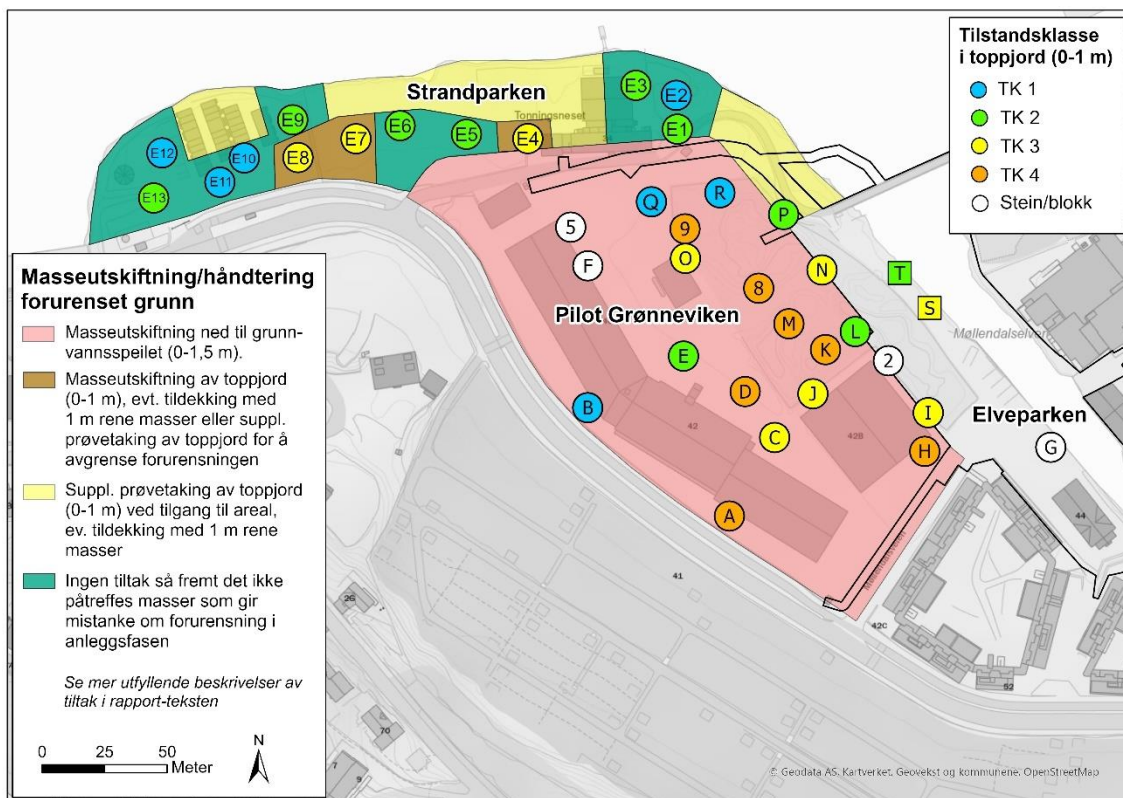 Tilstandsklasse
i toppjord (0-1 m)
TK 1
TK 2
TK 3
TK 4
Stein/blokk
Strandparken
Tonningsneset
E3
E2
E1
E9
E6
E5
E4
E7
E8
E12
E10
E11
E13
Q
R
P
5
9
F
O
N
T
8
S
Pilot Grønneviken
M
L
Møllendalselven
E
K
2
B
D
J
42
C
42B
I
Elveparken
H
G
A
44
Møllendalsveien
41
42C
52
26
70
7
9
Masseutskiftning/håndtering
forurenset grunn
Masseutskiftning ned til grunn-
vannsspeilet (0-1,5 m).
Masseutskiftning av toppjord
(0-1 m), evt. tildekking med
1 m rene masser eller suppl.
prøvetaking av toppjord for å
avgrense forurensningen
Suppl. prøvetaking av toppjord
(0-1 m) ved tilgang til areal,
ev. tildekking med 1 m rene
masser
Ingen tiltak så fremt det ikke
påtreffes masser som gir
mistanke om forurensning i
anleggsfasen
Se mer utfyllende beskrivelser av
tiltak i rapport-teksten
N
0 25 50
Meter
© Geodata AS. Kartverket. Geovekst og kommunene. OpenStreetMap